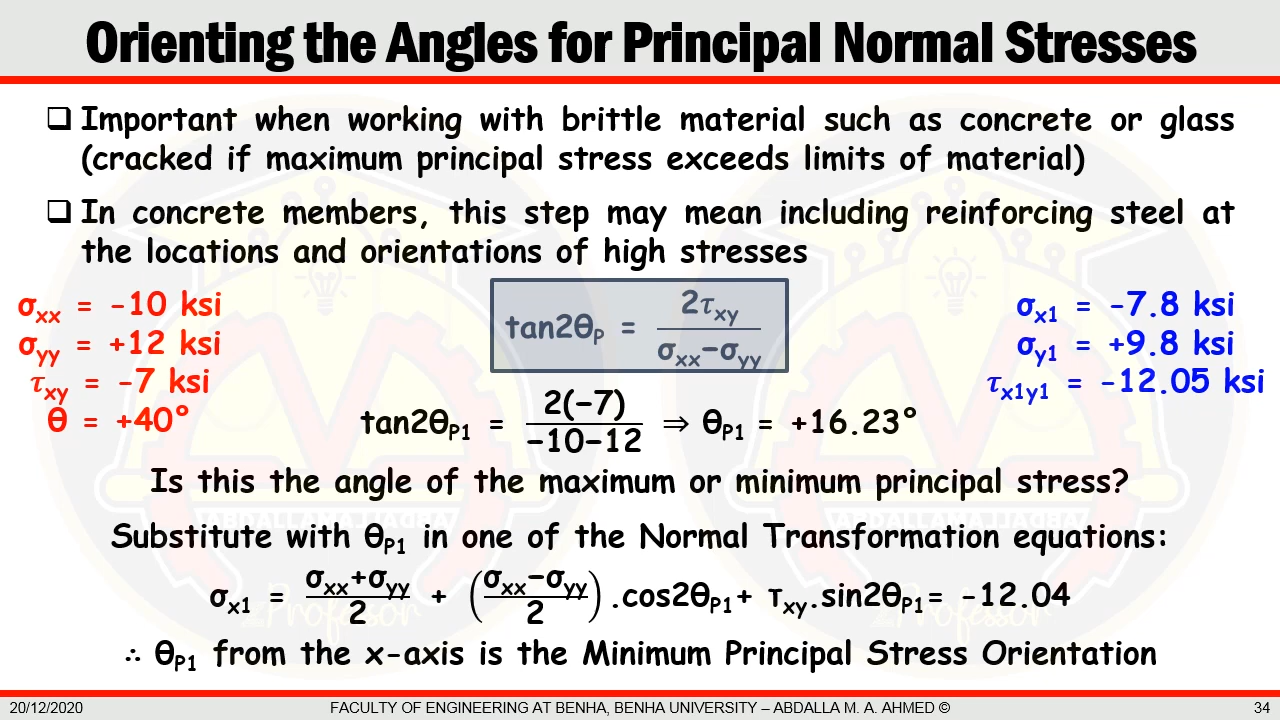 Orienting the Angles for Principal Normal Stresses
❑ Important when working with brittle material such as concrete or glass
(cracked if maximum principal stress exceeds limits of material)
❑ In concrete members, this step may mean including reinforcing steel at
the locations and orientations of high stresses
σxx = -10 ksi
σyy = +12 ksi
τxy = -7 ksi
θ = +40°
tan2θP = 2τxy / σxx−σyy
σx1 = -7.8 ksi
σy1 = +9.8 ksi
τx1y1 = -12.05 ksi
tan2θP1 = 2(−7) / −10−12 ⇒ θP1 = +16.23°
Is this the angle of the maximum or minimum principal stress?
Substitute with θP1 in one of the Normal Transformation equations:
σx1 = σxx+σyy / 2 + (σxx−σyy / 2) .cos2θP1+ τxy.sin2θP1= -12.04
∴ θP1 from the x-axis is the Minimum Principal Stress Orientation
20/12/2020
FACULTY OF ENGINEERING AT BENHA, BENHA UNIVERSITY – ABDALLA M. A. AHMED ©
34